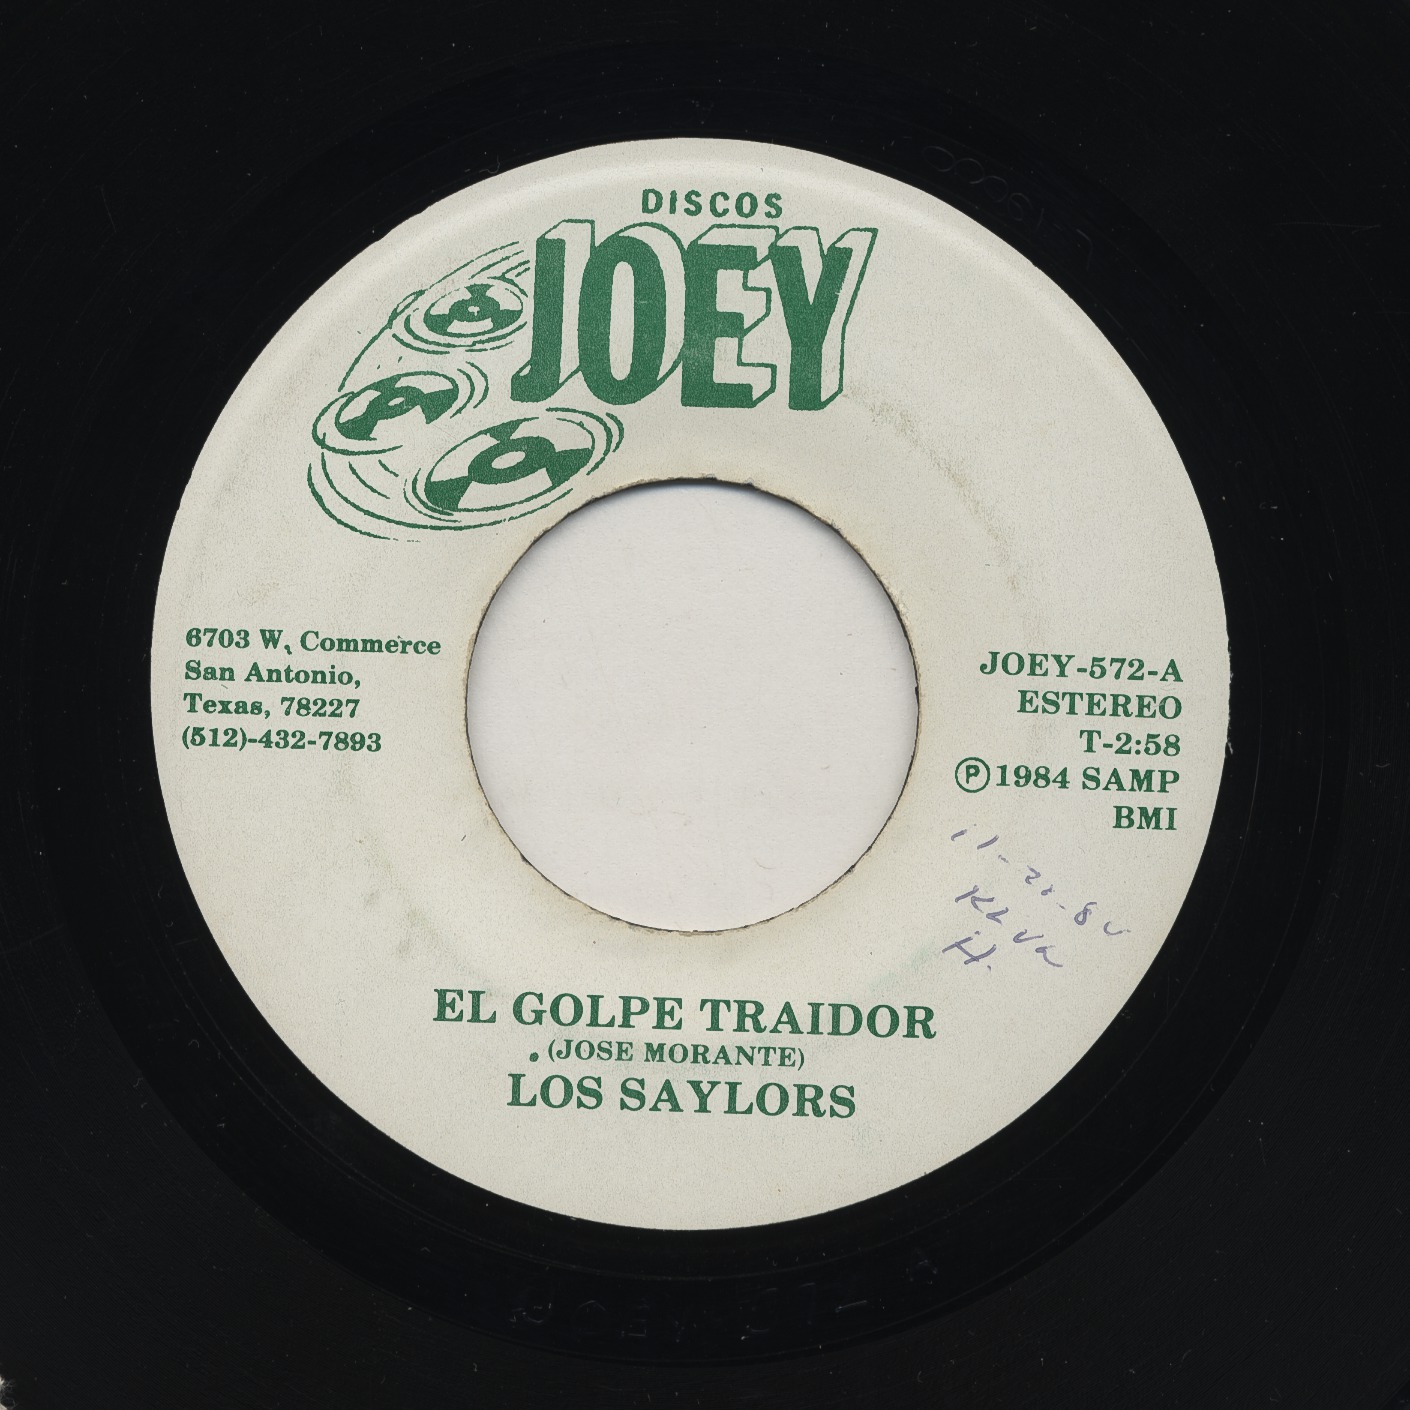 DISCOS
JOEY
6703 W. Commerce
San Antonio,
Texas, 78227
(512)-432-7893
JOEY-572-A
ESTEREO
T-2:58
Ⓟ1984 SAMP
BMI
KLVA
H.
EL GOLPE TRAIDOR
(JOSE MORANTE)
LOS SAYLORS